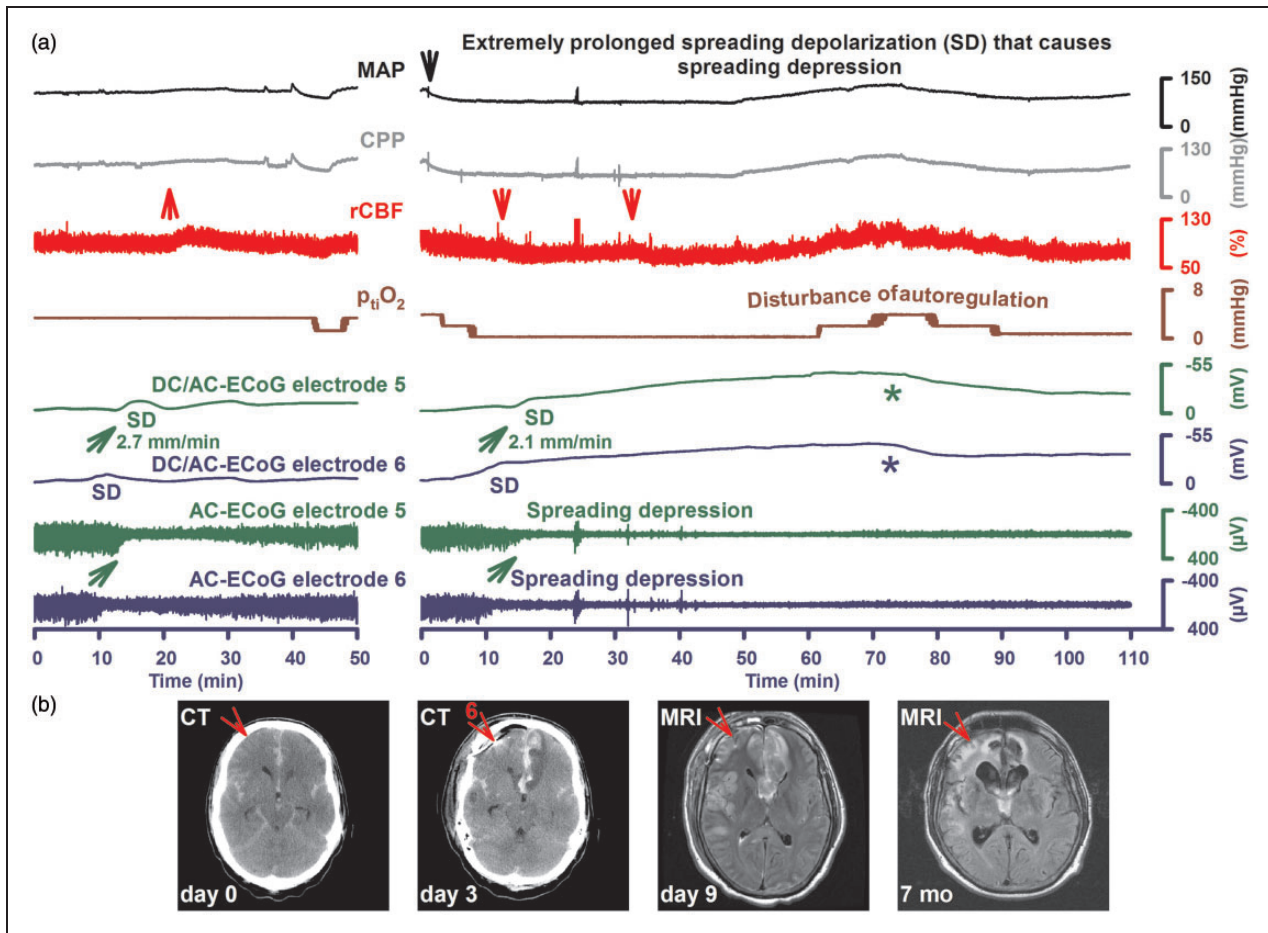 (a)
Extremely prolonged spreading depolarization (SD) that causes
spreading depression
MAP
150
0
(mmHg)
CPP
130
0
(mmHg)
rCBF
130
50
(%)
ptiO2
Disturbance of autoregulation
8
0
(mmHg)
DC/AC-ECoG electrode 5
SD
2.7 mm/min
SD
2.1 mm/min
*
-55
0
(mV)
DC/AC-ECoG electrode 6
SD
SD
*
-55
0
(mV)
AC-ECoG electrode 5
Spreading depression
-400
400
(µV)
AC-ECoG electrode 6
Spreading depression
-400
400
(µV)
0 10 20 30 40 50
Time (min)
0 10 20 30 40 50 60 70 80 90 100 110
Time (min)
(b)
CT
day 0
CT
6
day 3
MRI
day 9
MRI
7 mo